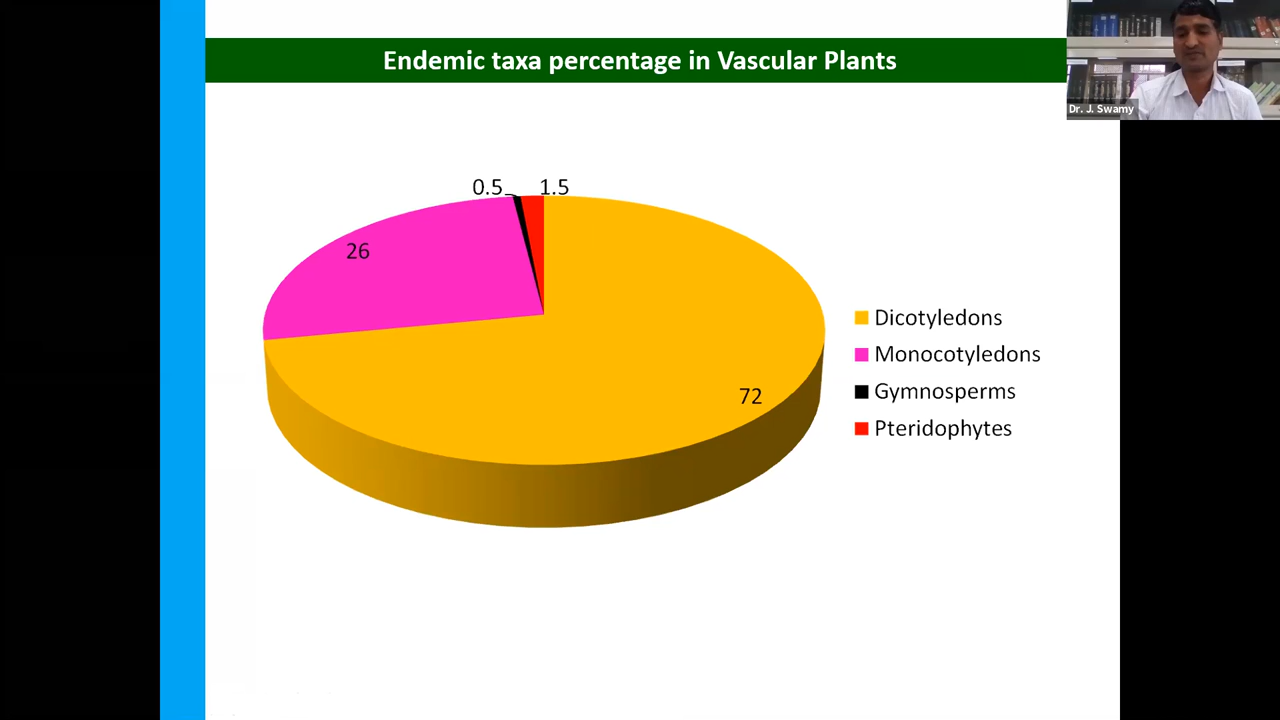 Endemic taxa percentage in Vascular Plants
Dr. J. Swamy
0.5
1.5
26
72
Dicotyledons
Monocotyledons
Gymnosperms
Pteridophytes